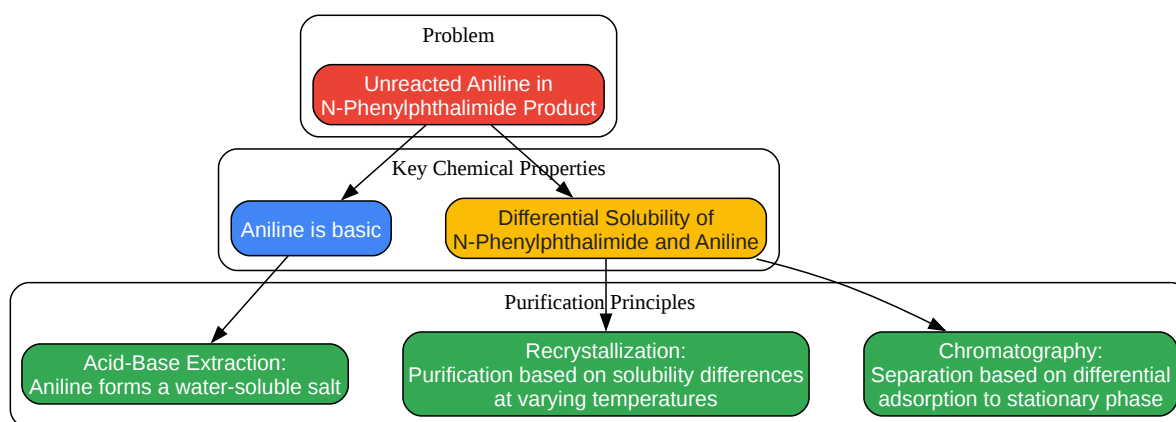 Problem
Unreacted Aniline in
N-Phenylphthalimide Product
Key Chemical Properties
Aniline is basic
Differential Solubility of
N-Phenylphthalimide and Aniline
Purification Principles
Acid-Base Extraction:
Aniline forms a water-soluble salt
Recrystallization:
Purification based on solubility differences
at varying temperatures
Chromatography:
Separation based on differential
adsorption to stationary phase